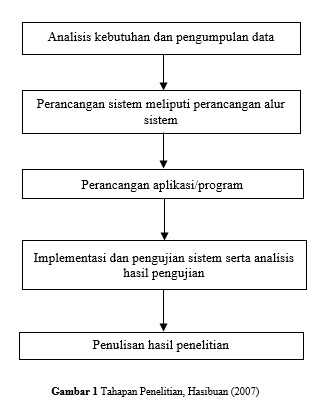 Analisis kebutuhan dan pengumpulan data
Perancangan sistem meliputi perancangan alur
sistem
Perancangan aplikasi/program
Implementasi dan pengujian sistem serta analisis
hasil pengujian
Penulisan hasil penelitian
Gambar 1 Tahapan Penelitian, Hasibuan (2007)